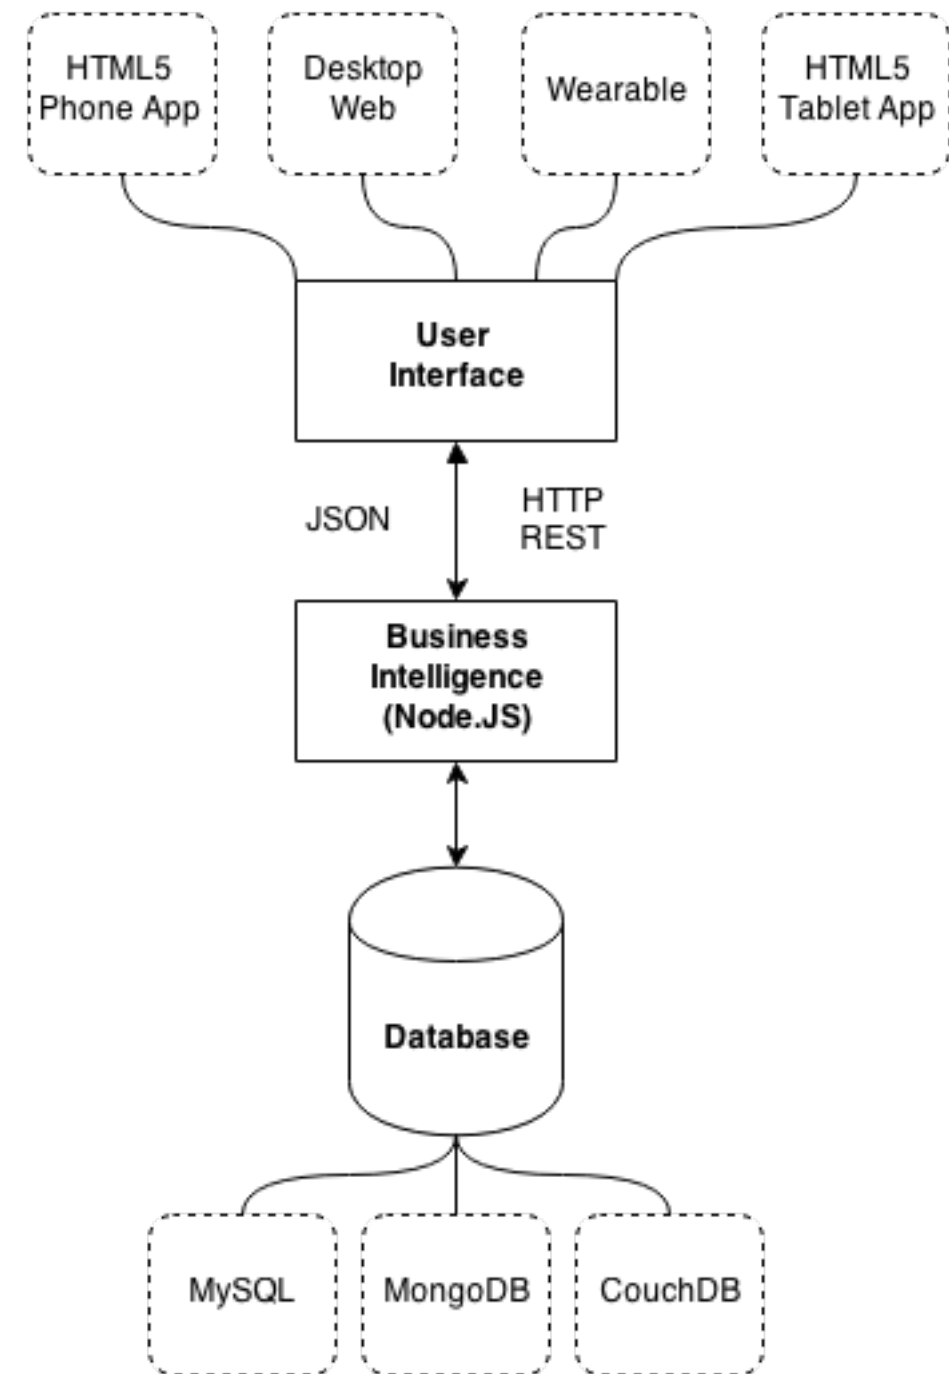 HTML5
Phone App
Desktop
Web
Wearable
HTML5
Tablet App
User
Interface
JSON
HTTP
REST
Business
Intelligence
(Node.JS)
Database
MySQL
MongoDB
CouchDB